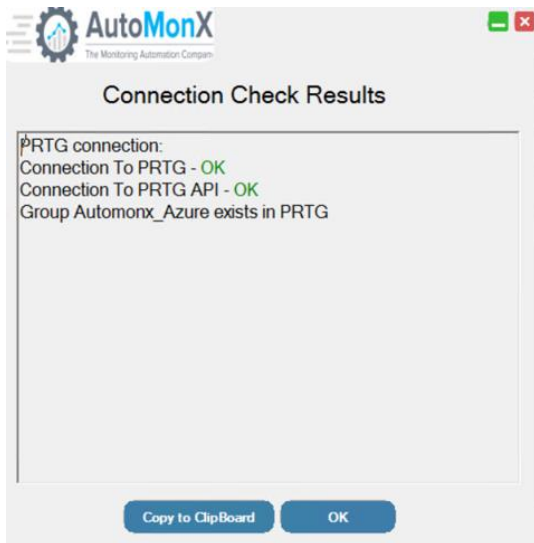 AutoMonX
The Monitoring Automation Company
Connection Check Results
PRTG connection:
Connection To PRTG - OK
Connection To PRTG API - OK
Group Automonx_Azure exists in PRTG
Copy to ClipBoard
OK